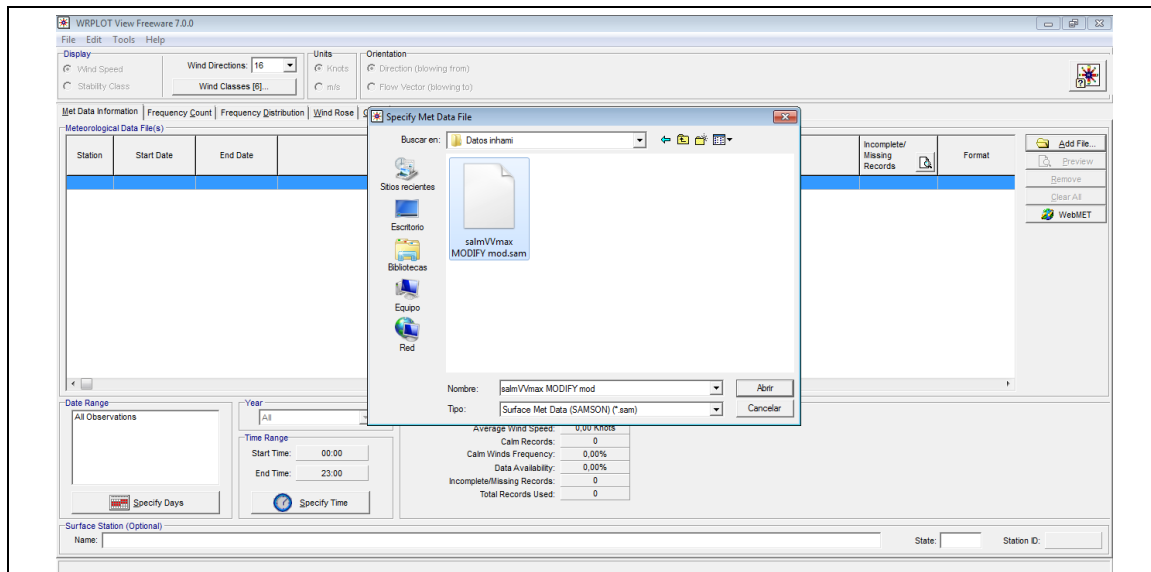 WRPLOT View Freeware 7.0.0
File Edit Tools Help
Display
Wind Speed
Stability Class
Wind Directions: 16
Wind Classes [6]...
Units
Knots
m/s
Orientation
Direction (blowing from)
Flow Vector (blowing to)
Met Data Information Frequency Count Frequency Distribution Wind Rose
Meteorological Data File(s)
Station Start Date End Date
Incomplete/
Missing
Records
Format
Add File...
Preview
Remove
Clear All
WebMET
Specify Met Data File
Buscar en: Datos inhami
Sitios recientes
Escritorio
Bibliotecas
Equipo
Red
salmVVmax
MODIFY mod.sam
Nombre: salmVVmax MODIFY mod
Abrir
Tipo: Surface Met Data (SAMSON) (*.sam)
Cancelar
Date Range
All Observations
Specify Days
Year
All
Time Range
Start Time: 00:00
End Time: 23:00
Specify Time
Average Wind Speed: 0,00 Knots
Calm Records: 0
Calm Winds Frequency: 0,00%
Data Availability: 0,00%
Incomplete/Missing Records: 0
Total Records Used: 0
Surface Station (Optional)
Name:
State:
Station ID: